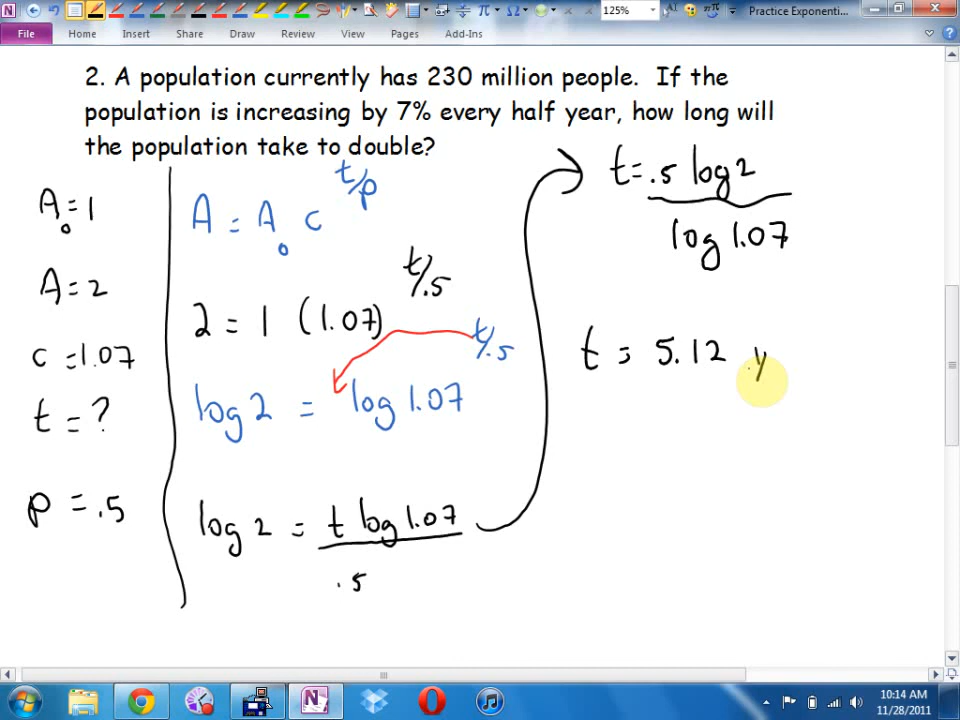 125%
Practice Exponenti...
File Home Insert Share Draw Review View Pages Add-Ins
2. A population currently has 230 million people. If the
population is increasing by 7% every half year, how long will
the population take to double?
A₀=1
A=2
c=1.07
t=?
p=.5
A = A₀ c t/p
2 = 1 (1.07) t/.5
t/.5
log 2 = log 1.07
log 2 = t log 1.07
.5
t= .5 log 2
log 1.07
t = 5.12 y
10:14 AM
11/28/2011